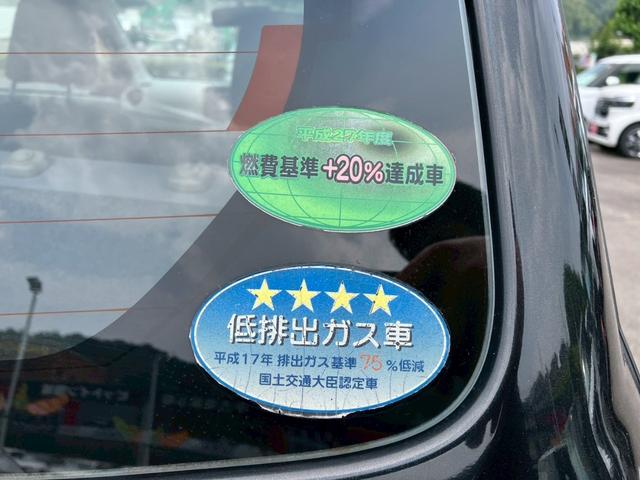 平成27年度
燃費基準+20%達成車
低排出ガス車
平成17年 排出ガス基準75%低減
国土交通大臣認定車